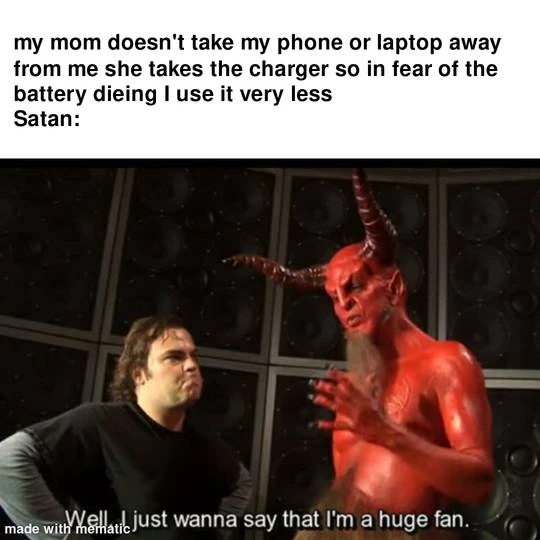 my mom doesn't take my phone or laptop away
from me she takes the charger so in fear of the
battery dieing I use it very less
Satan:
Well, I just wanna say that I'm a huge fan.
made with mematic